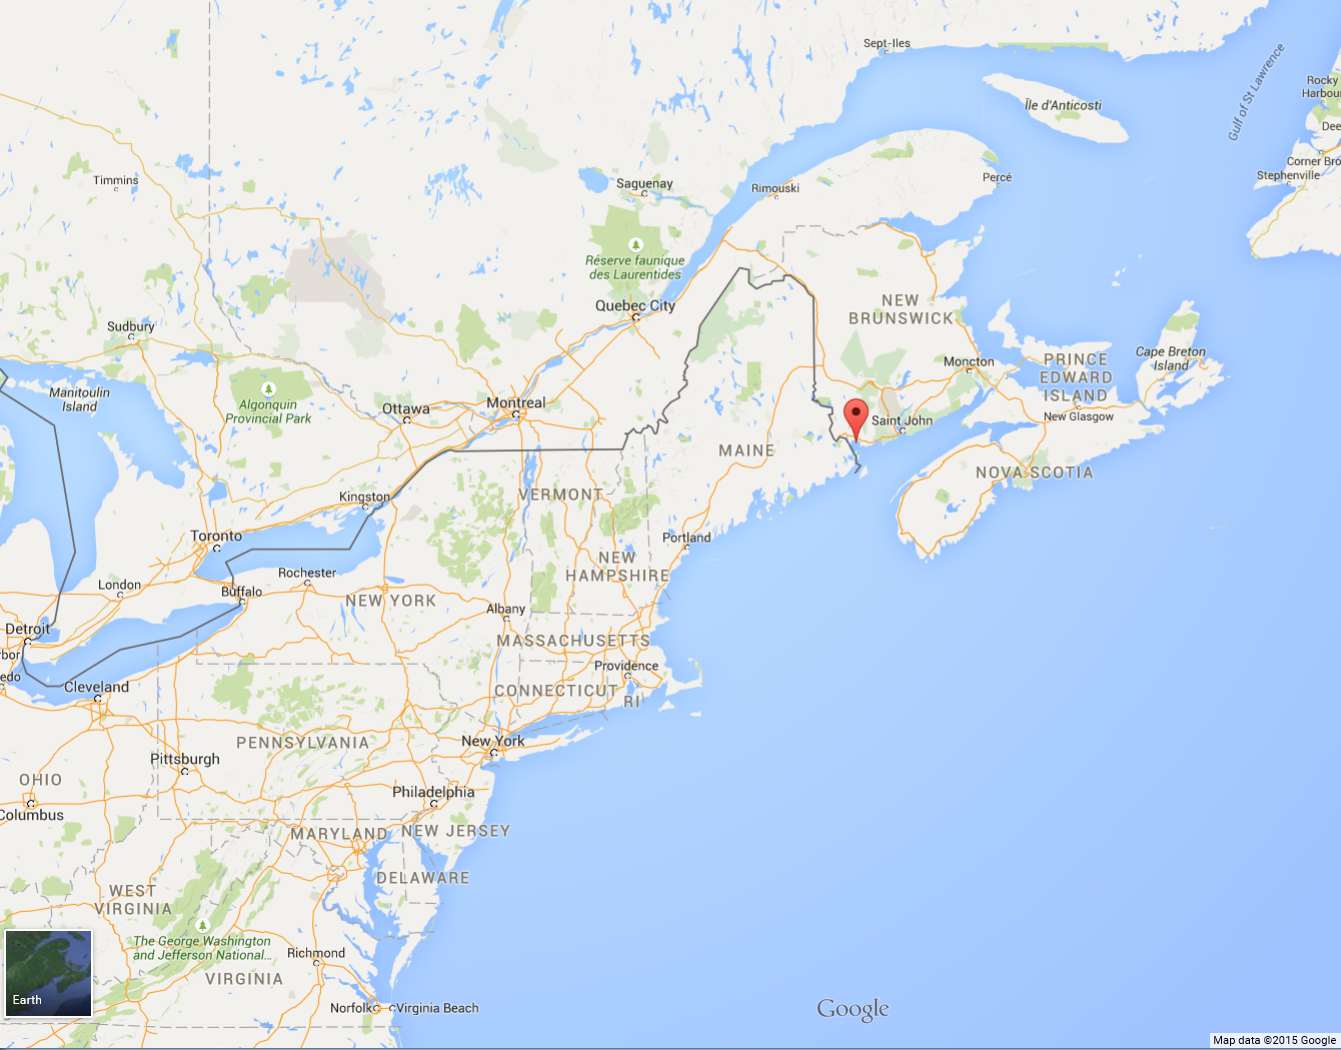 Sept-Iles
Gulf of St Lawrence
Rocky
Harbou
Île d'Anticosti
Dee
Corner Bro
Stephenville
Timmins
Saguenay
Rimouski
Percé
Réserve faunique
des Laurentides
Quebec City
NEW
BRUNSWICK
Sudbury
Moncton
PRINCE
EDWARD
ISLAND
Cape Breton
Island
Manitoulin
Island
Algonquin
Provincial Park
Ottawa
Montreal
Saint John
New Glasgow
MAINE
NOVA SCOTIA
Kingston
VERMONT
Toronto
Portland
NEW
HAMPSHIRE
London
Rochester
Buffalo
NEW YORK
Albany
Detroit
rbor
edo
MASSACHUSETTS
Providence
Cleveland
CONNECTICUT
RI
New York
PENNSYLVANIA
Pittsburgh
OHIO
Columbus
Philadelphia
MARYLAND
NEW JERSEY
DELAWARE
WEST
VIRGINIA
The George Washington
and Jefferson National...
Richmond
VIRGINIA
Earth
Norfolk
Virginia Beach
Google
Map data ©2015 Google